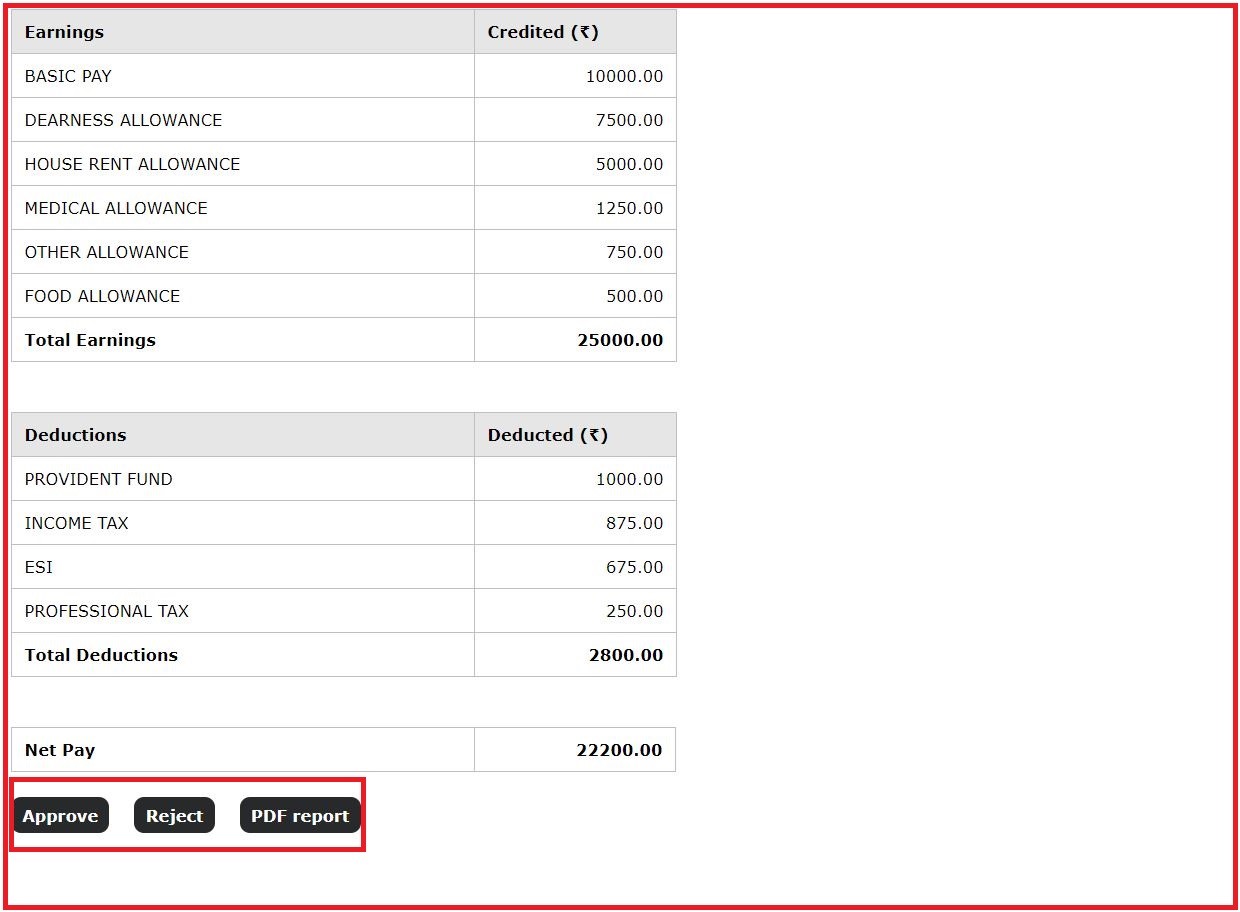 Earnings Credited (₹)
BASIC PAY 10000.00
DEARNESS ALLOWANCE 7500.00
HOUSE RENT ALLOWANCE 5000.00
MEDICAL ALLOWANCE 1250.00
OTHER ALLOWANCE 750.00
FOOD ALLOWANCE 500.00
Total Earnings 25000.00
Deductions Deducted (₹)
PROVIDENT FUND 1000.00
INCOME TAX 875.00
ESI 675.00
PROFESSIONAL TAX 250.00
Total Deductions 2800.00
Net Pay 22200.00
Approve Reject PDF report